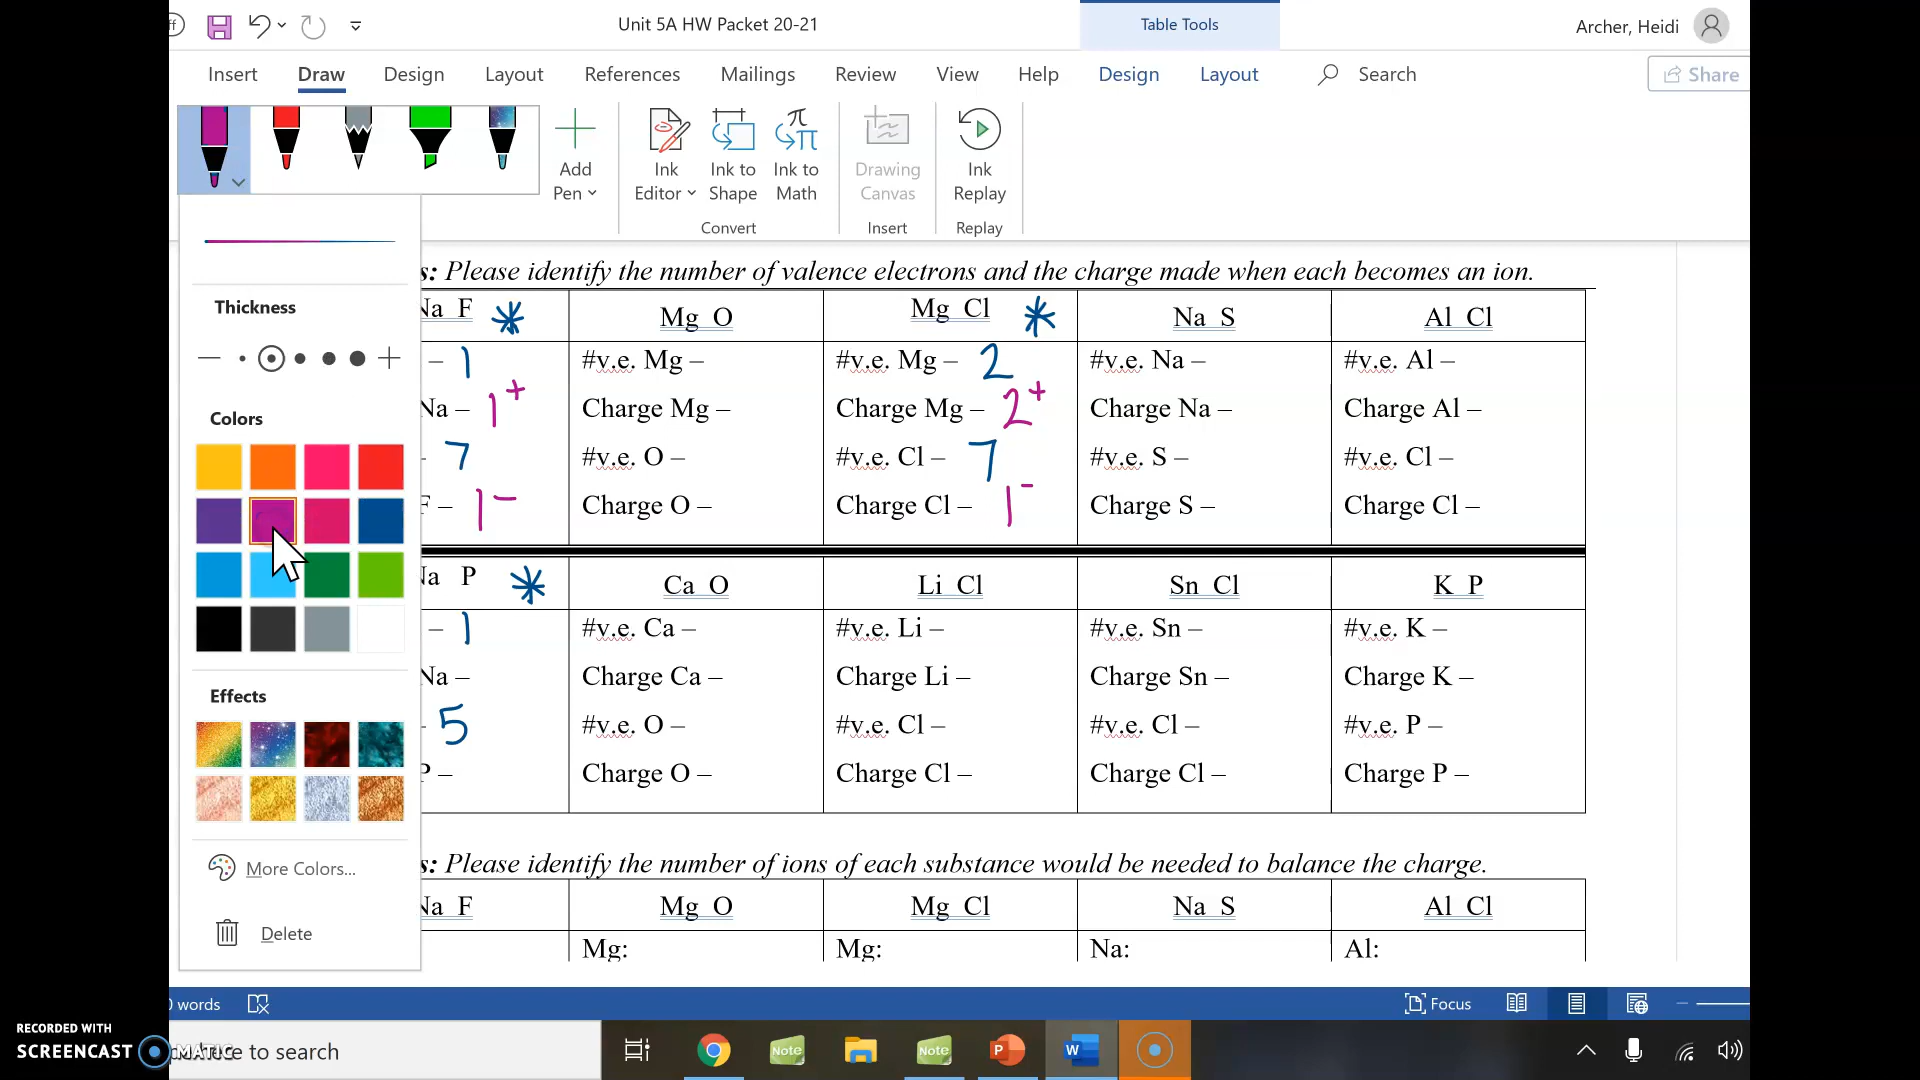 ff Unit 5A HW Packet 20-21 Table Tools Archer, Heidi
Insert Draw Design Layout References Mailings Review View Help Design Layout Search Share
Add Pen
Ink Editor
Ink to Shape
Ink to Math
Drawing Canvas
Ink Replay
Convert Insert Replay
Thickness
Colors
Effects
More Colors...
Delete
s: Please identify the number of valence electrons and the charge made when each becomes an ion.
Na F * Mg O Mg Cl * Na S Al Cl
– 1 #v.e. Mg – #v.e. Mg – 2 #v.e. Na – #v.e. Al –
Na – 1+ Charge Mg – Charge Mg – 2+ Charge Na – Charge Al –
- 7 #v.e. O – #v.e. Cl – 7 #v.e. S – #v.e. Cl –
F – 1- Charge O – Charge Cl – 1- Charge S – Charge Cl –
Na P * Ca O Li Cl Sn Cl K P
– 1 #v.e. Ca – #v.e. Li – #v.e. Sn – #v.e. K –
Na – Charge Ca – Charge Li – Charge Sn – Charge K –
- 5 #v.e. O – #v.e. Cl – #v.e. Cl – #v.e. P –
P – Charge O – Charge Cl – Charge Cl – Charge P –
s: Please identify the number of ions of each substance would be needed to balance the charge.
Na F Mg O Mg Cl Na S Al Cl
Mg: Mg: Na: Al:
words Focus
RECORDED WITH
SCREENCAST MATIC
to search Note Note P W